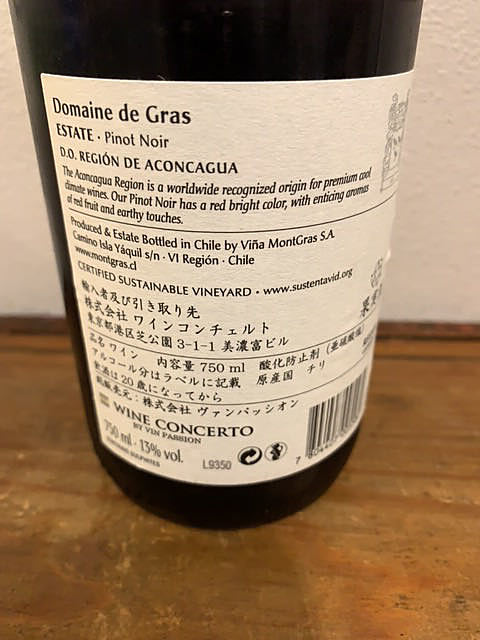 Domaine de Gras
ESTATE · Pinot Noir
D.O. REGIÓN DE ACONCAGUA
The Aconcagua Region is a worldwide recognized origin for premium cool
climate wines. Our Pinot Noir has a red bright color, with enticing aromas
of red fruit and earthy touches.
Produced & Estate Bottled in Chile by Viña MontGras S.A.
Camino Isla Yáquil s/n · VI Región · Chile
www.montgras.cl
CERTIFIED SUSTAINABLE VINEYARD • www.sustentavid.org
輸入者及び引き取り先
株式会社 ワインコンチェルト
東京都港区芝公園 3-1-1 美濃富ビル
品名 ワイン 内容量 750 ml 酸化防止剤 (亜硫酸塩)
アルコール分はラベルに記載 原産国 チリ
飲酒は20歳になってから
販売元: 株式会社 ヴァンパッシオン
WINE CONCERTO
BY VIN PASSION
750 ml · 13% vol.
SULPHITES
L9350